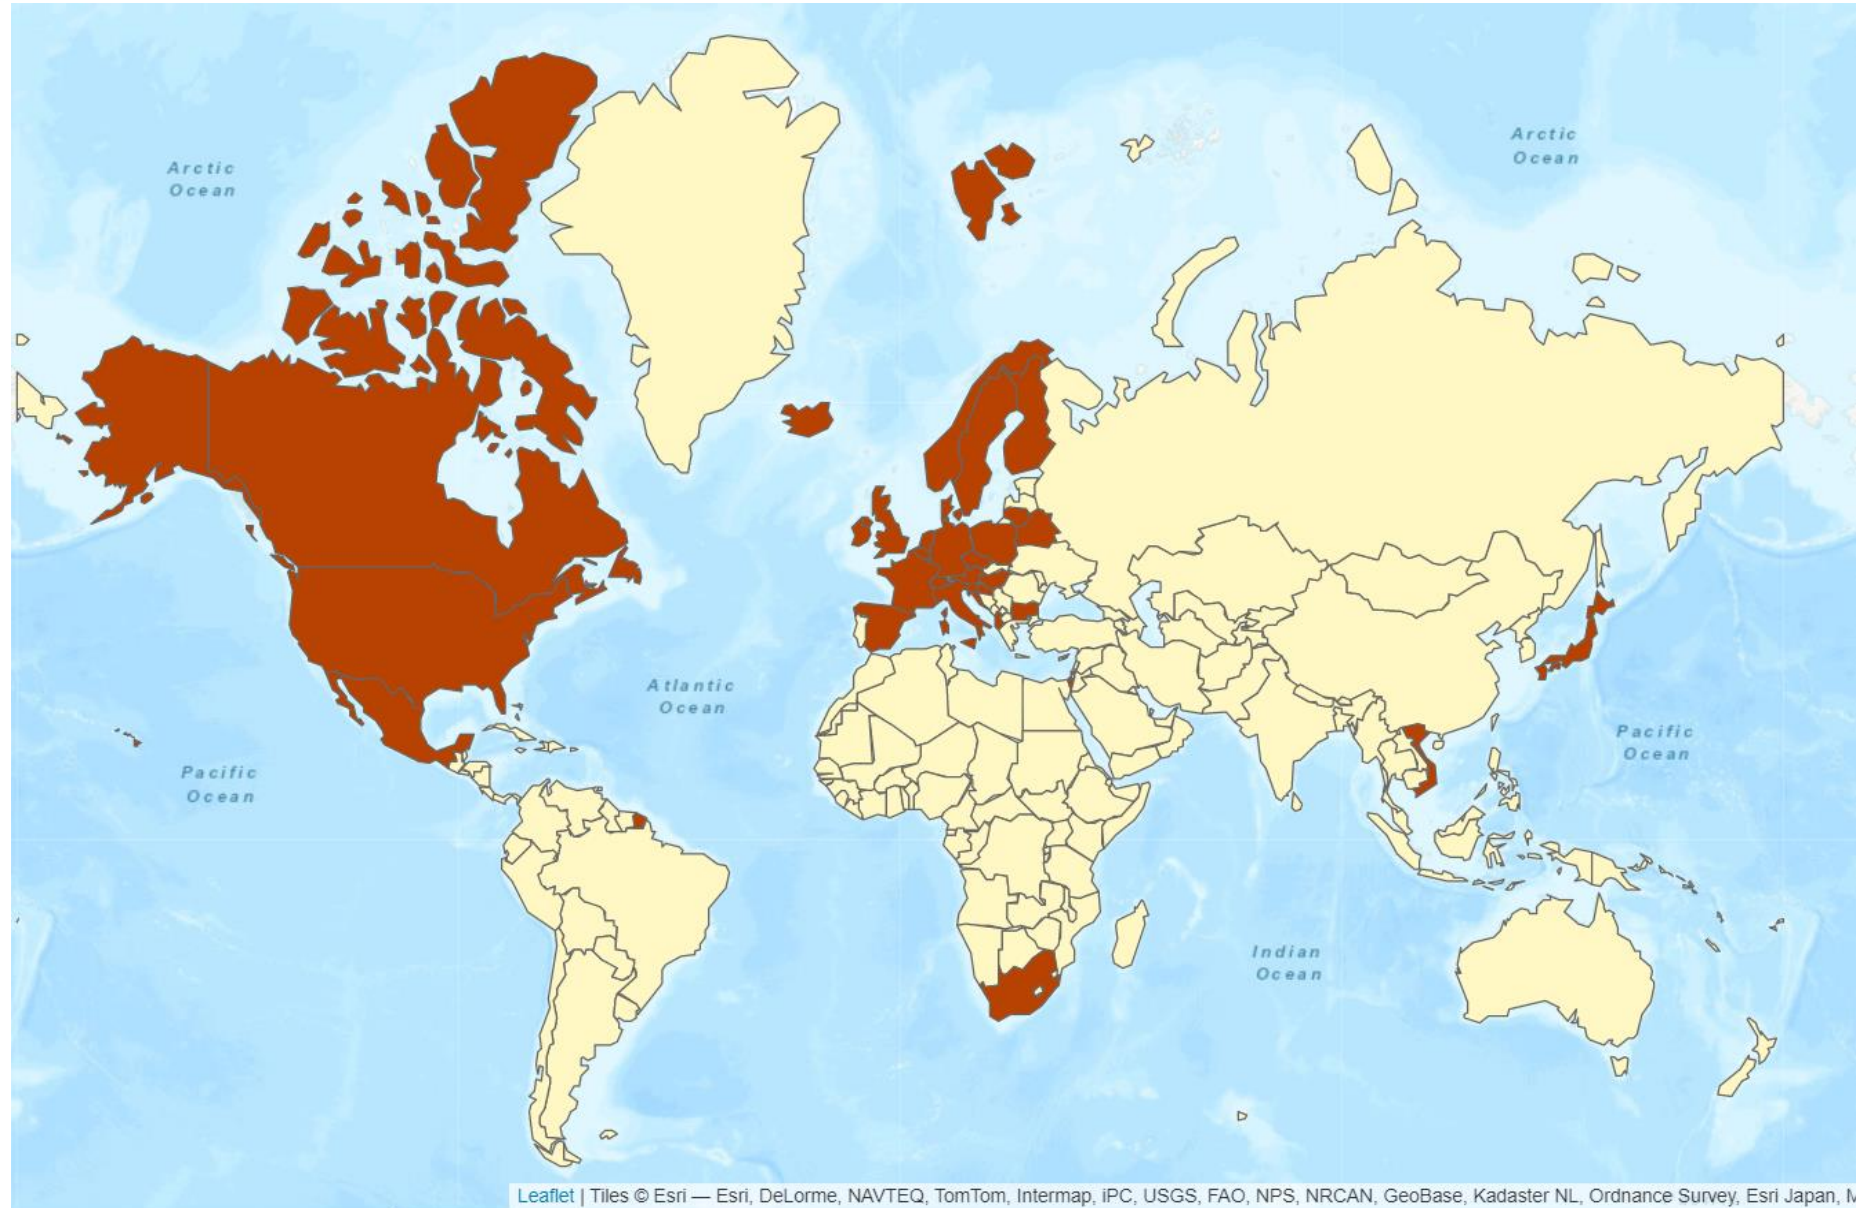 Arctic
Ocean
Arctic
Ocean
Atlantic
Ocean
Pacific
Ocean
Pacific
Ocean
Indian
Ocean
Leaflet | Tiles © Esri — Esri, DeLorme, NAVTEQ, TomTom, Intermap, iPC, USGS, FAO, NPS, NRCAN, GeoBase, Kadaster NL, Ordnance Survey, Esri Japan, M